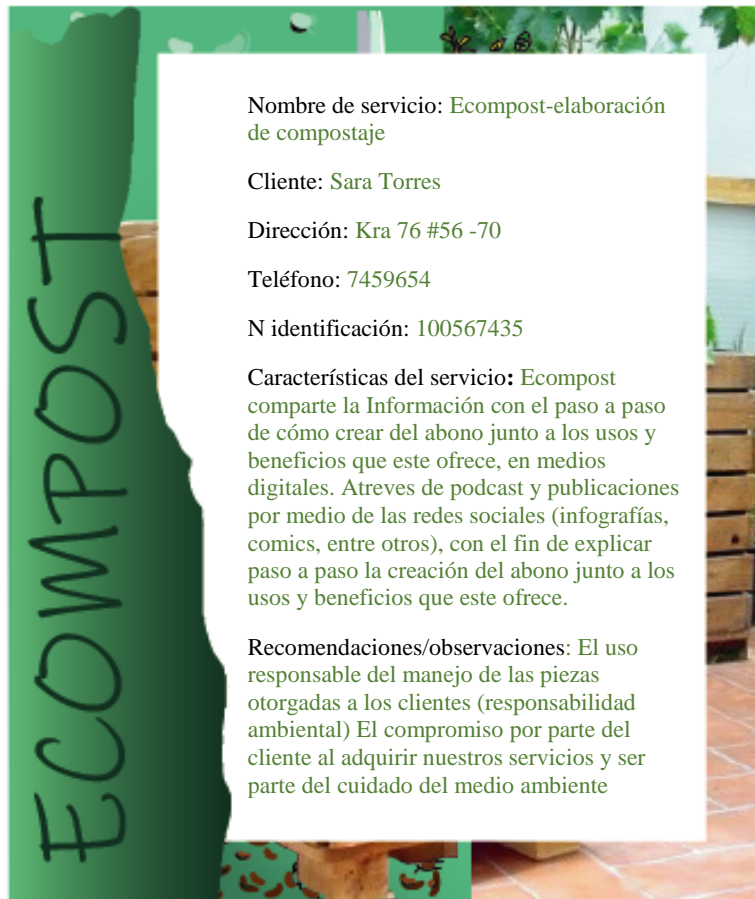 ECOMPOST
Nombre de servicio: Ecompost-elaboración
de compostaje
Cliente: Sara Torres
Dirección: Kra 76 #56 -70
Teléfono: 7459654
N identificación: 100567435
Características del servicio: Ecompost
comparte la Información con el paso a paso
de cómo crear del abono junto a los usos y
beneficios que este ofrece, en medios
digitales. Atreves de podcast y publicaciones
por medio de las redes sociales (infografías,
comics, entre otros), con el fin de explicar
paso a paso la creación del abono junto a los
usos y beneficios que este ofrece.
Recomendaciones/observaciones: El uso
responsable del manejo de las piezas
otorgadas a los clientes (responsabilidad
ambiental) El compromiso por parte del
cliente al adquirir nuestros servicios y ser
parte del cuidado del medio ambiente